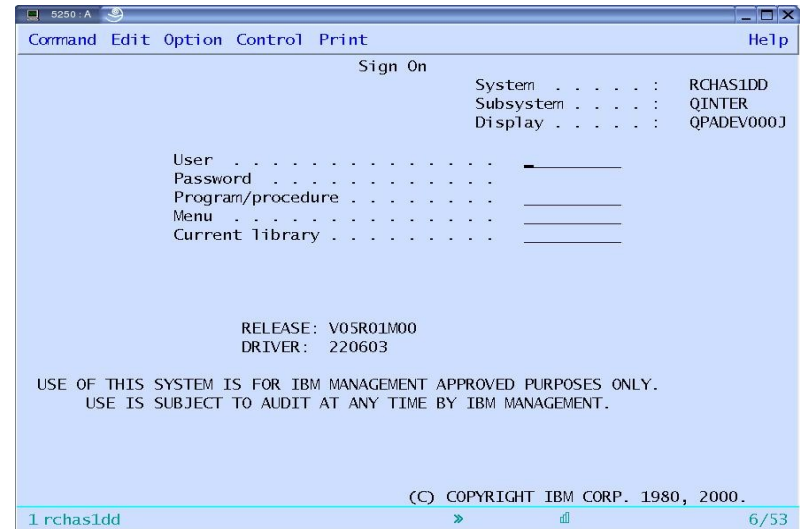 5250 : A
Command Edit Option Control Print Help
Sign On
System . . . . . : RCHAS1DD
Subsystem . . . . : QINTER
Display . . . . . : QPADEV000J
User . . . . . . . . . . . . . .
Password . . . . . . . . . . . .
Program/procedure . . . . . . . .
Menu . . . . . . . . . . . . . .
Current library . . . . . . . . .
RELEASE: V05R01M00
DRIVER: 220603
USE OF THIS SYSTEM IS FOR IBM MANAGEMENT APPROVED PURPOSES ONLY.
USE IS SUBJECT TO AUDIT AT ANY TIME BY IBM MANAGEMENT.
(C) COPYRIGHT IBM CORP. 1980, 2000.
1 rchas1dd » 6/53